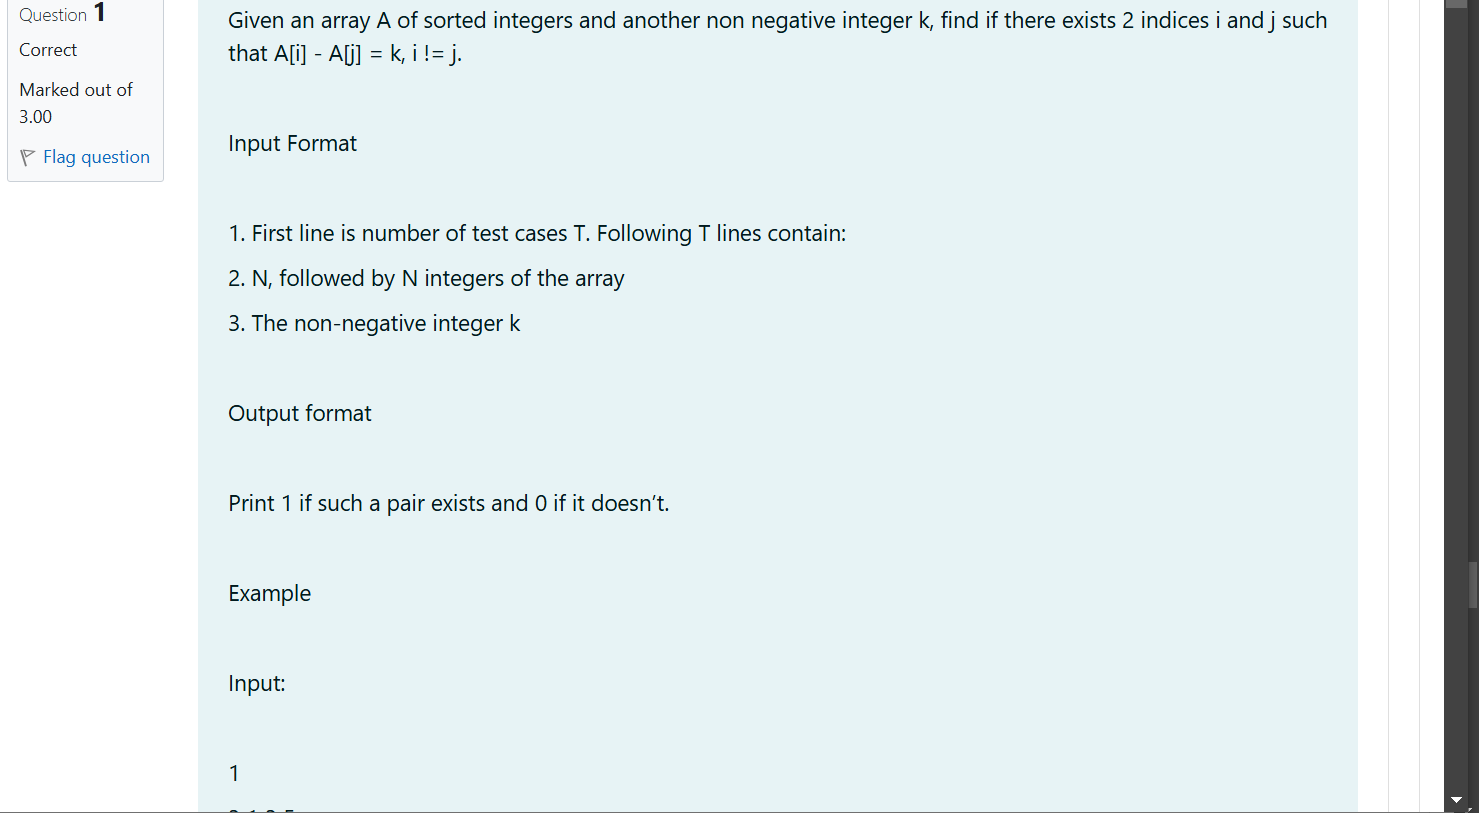 Question 1
Correct
Marked out of
3.00
Flag question
Given an array A of sorted integers and another non negative integer k, find if there exists 2 indices i and j such
that A[i] - A[j] = k, i != j.
Input Format
1. First line is number of test cases T. Following T lines contain:
2. N, followed by N integers of the array
3. The non-negative integer k
Output format
Print 1 if such a pair exists and 0 if it doesn't.
Example
Input:
1